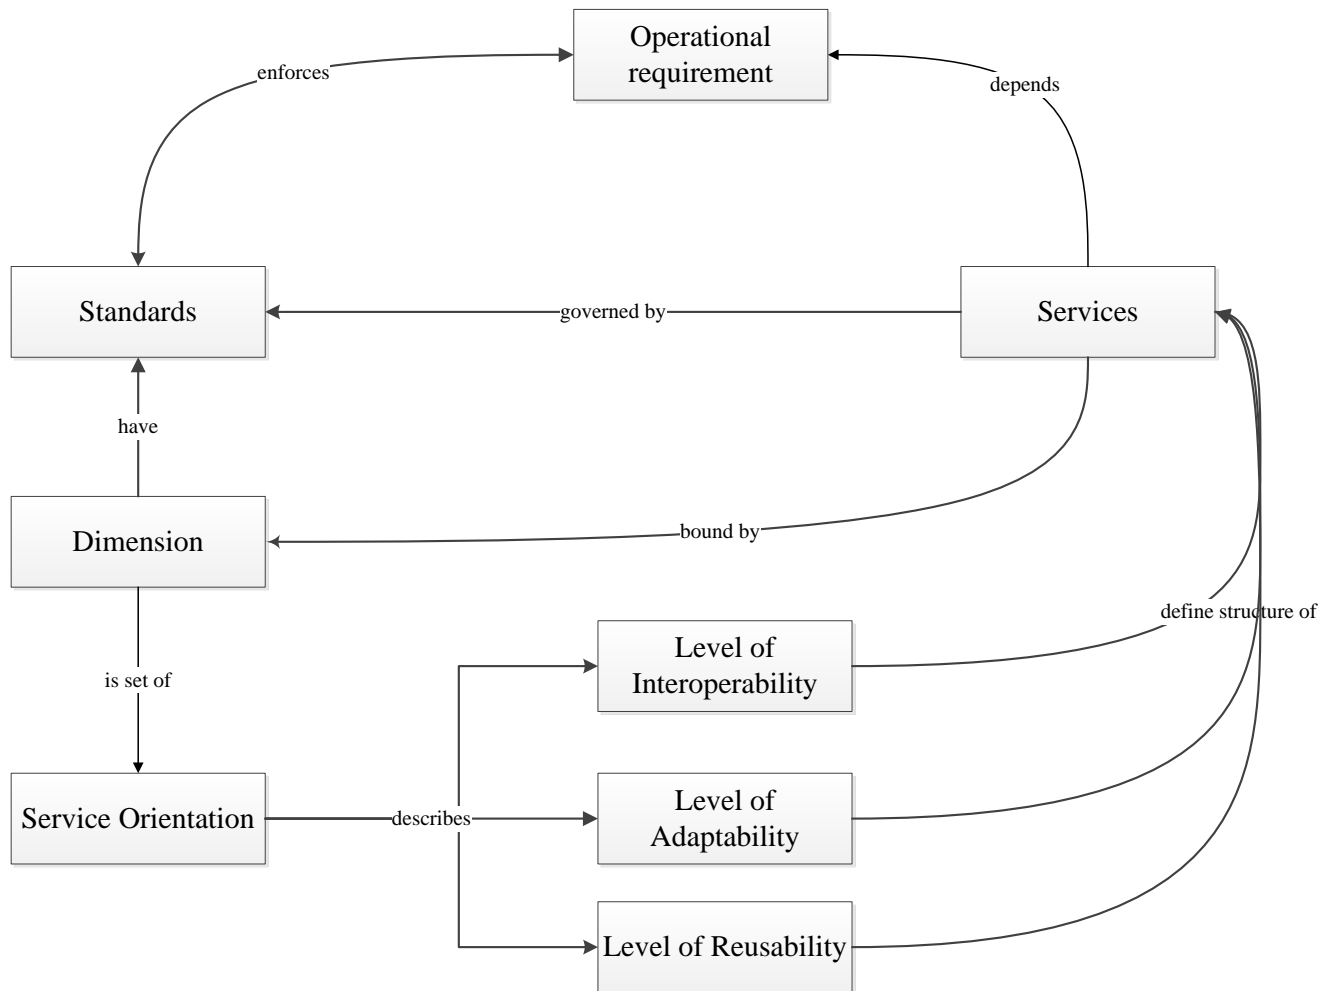 Operational
requirement
enforces
depends
Standards
governed by
Services
have
Dimension
bound by
define structure of
Level of
Interoperability
is set of
Service Orientation
describes
Level of
Adaptability
Level of Reusability